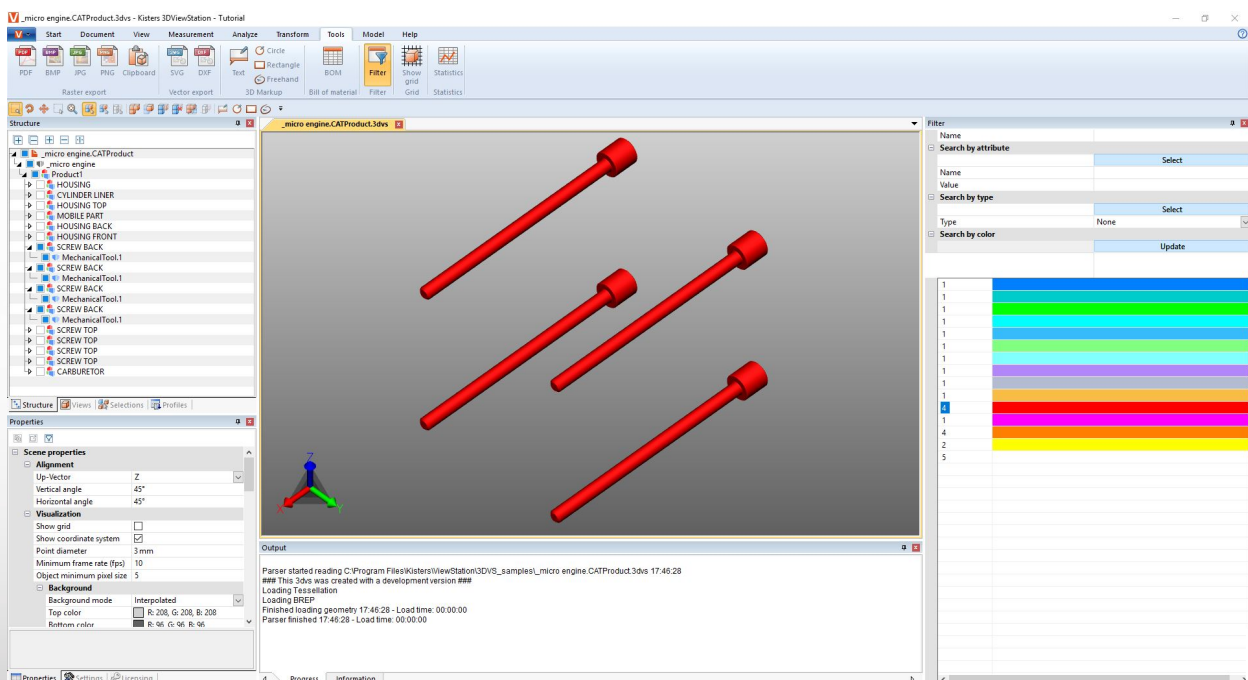 _micro engine.CATProduct.3dvs - Kisters 3DViewStation - Tutorial
Start Document View Measurement Analyze Transform Tools Model Help
PDF BMP JPG PNG Clipboard SVG DXF Text Circle Rectangle Freehand BOM Filter Show grid Statistics
Raster export Vector export 3D Markup Bill of material Filter Grid Statistics
Structure
_micro engine.CATProduct
_micro engine
Product1
HOUSING
CYLINDER LINER
HOUSING TOP
MOBILE PART
HOUSING BACK
HOUSING FRONT
SCREW BACK
MechanicalTool.1
SCREW BACK
MechanicalTool.1
SCREW BACK
MechanicalTool.1
SCREW BACK
MechanicalTool.1
SCREW TOP
SCREW TOP
SCREW TOP
SCREW TOP
CARBURETOR
Structure Views Selections Profiles
Properties
Scene properties
Alignment
Up-Vector Z
Vertical angle 45°
Horizontal angle 45°
Visualization
Show grid
Show coordinate system
Point diameter 3 mm
Minimum frame rate (fps) 10
Object minimum pixel size 5
Background
Background mode Interpolated
Top color R: 208, G: 208, B: 208
Bottom color R: 96, G: 96, B: 96
Properties Settings Licensing
_micro engine.CATProduct.3dvs
Z
X
Y
Output
Parser started reading C:\Program Files\Kisters\ViewStation\3DVS_samples\_micro engine.CATProduct.3dvs 17:46:28
### This 3dvs was created with a development version ###
Loading Tessellation
Loading BREP
Finished loading geometry 17:46:28 - Load time: 00:00:00
Parser finished 17:46:28 - Load time: 00:00:00
Progress Information
Filter
Name
Search by attribute
Select
Name
Value
Search by type
Select
Type None
Search by color
Update
1
1
1
1
1
1
1
1
1
1
4
1
4
2
5